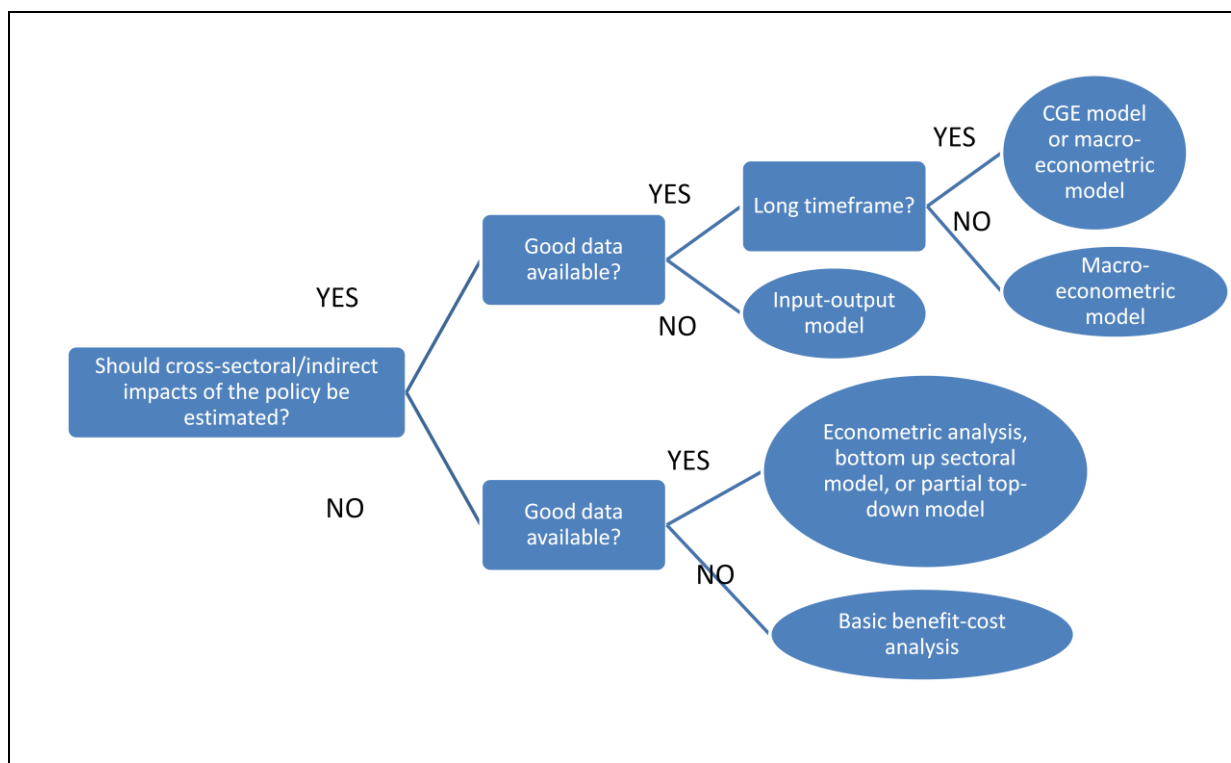 Should cross-sectoral/indirect
impacts of the policy be
estimated?
YES
Good data
available?
YES
Long timeframe?
YES
CGE model
or macro-
econometric
model
NO
Macro-
econometric
model
NO
Input-output
model
NO
Good data
available?
YES
Econometric analysis,
bottom up sectoral
model, or partial top-
down model
NO
Basic benefit-cost
analysis